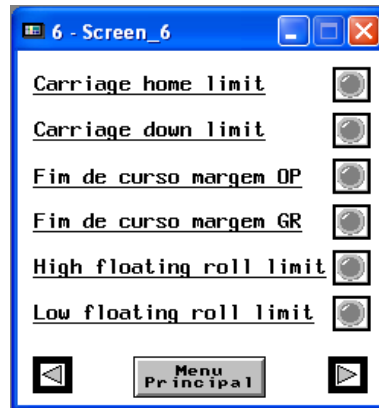 6 - Screen_6
Carriage home limit
Carriage down limit
Fim de curso margem OP
Fim de curso margem GR
High floating roll limit
Low floating roll limit
Menu
Principal